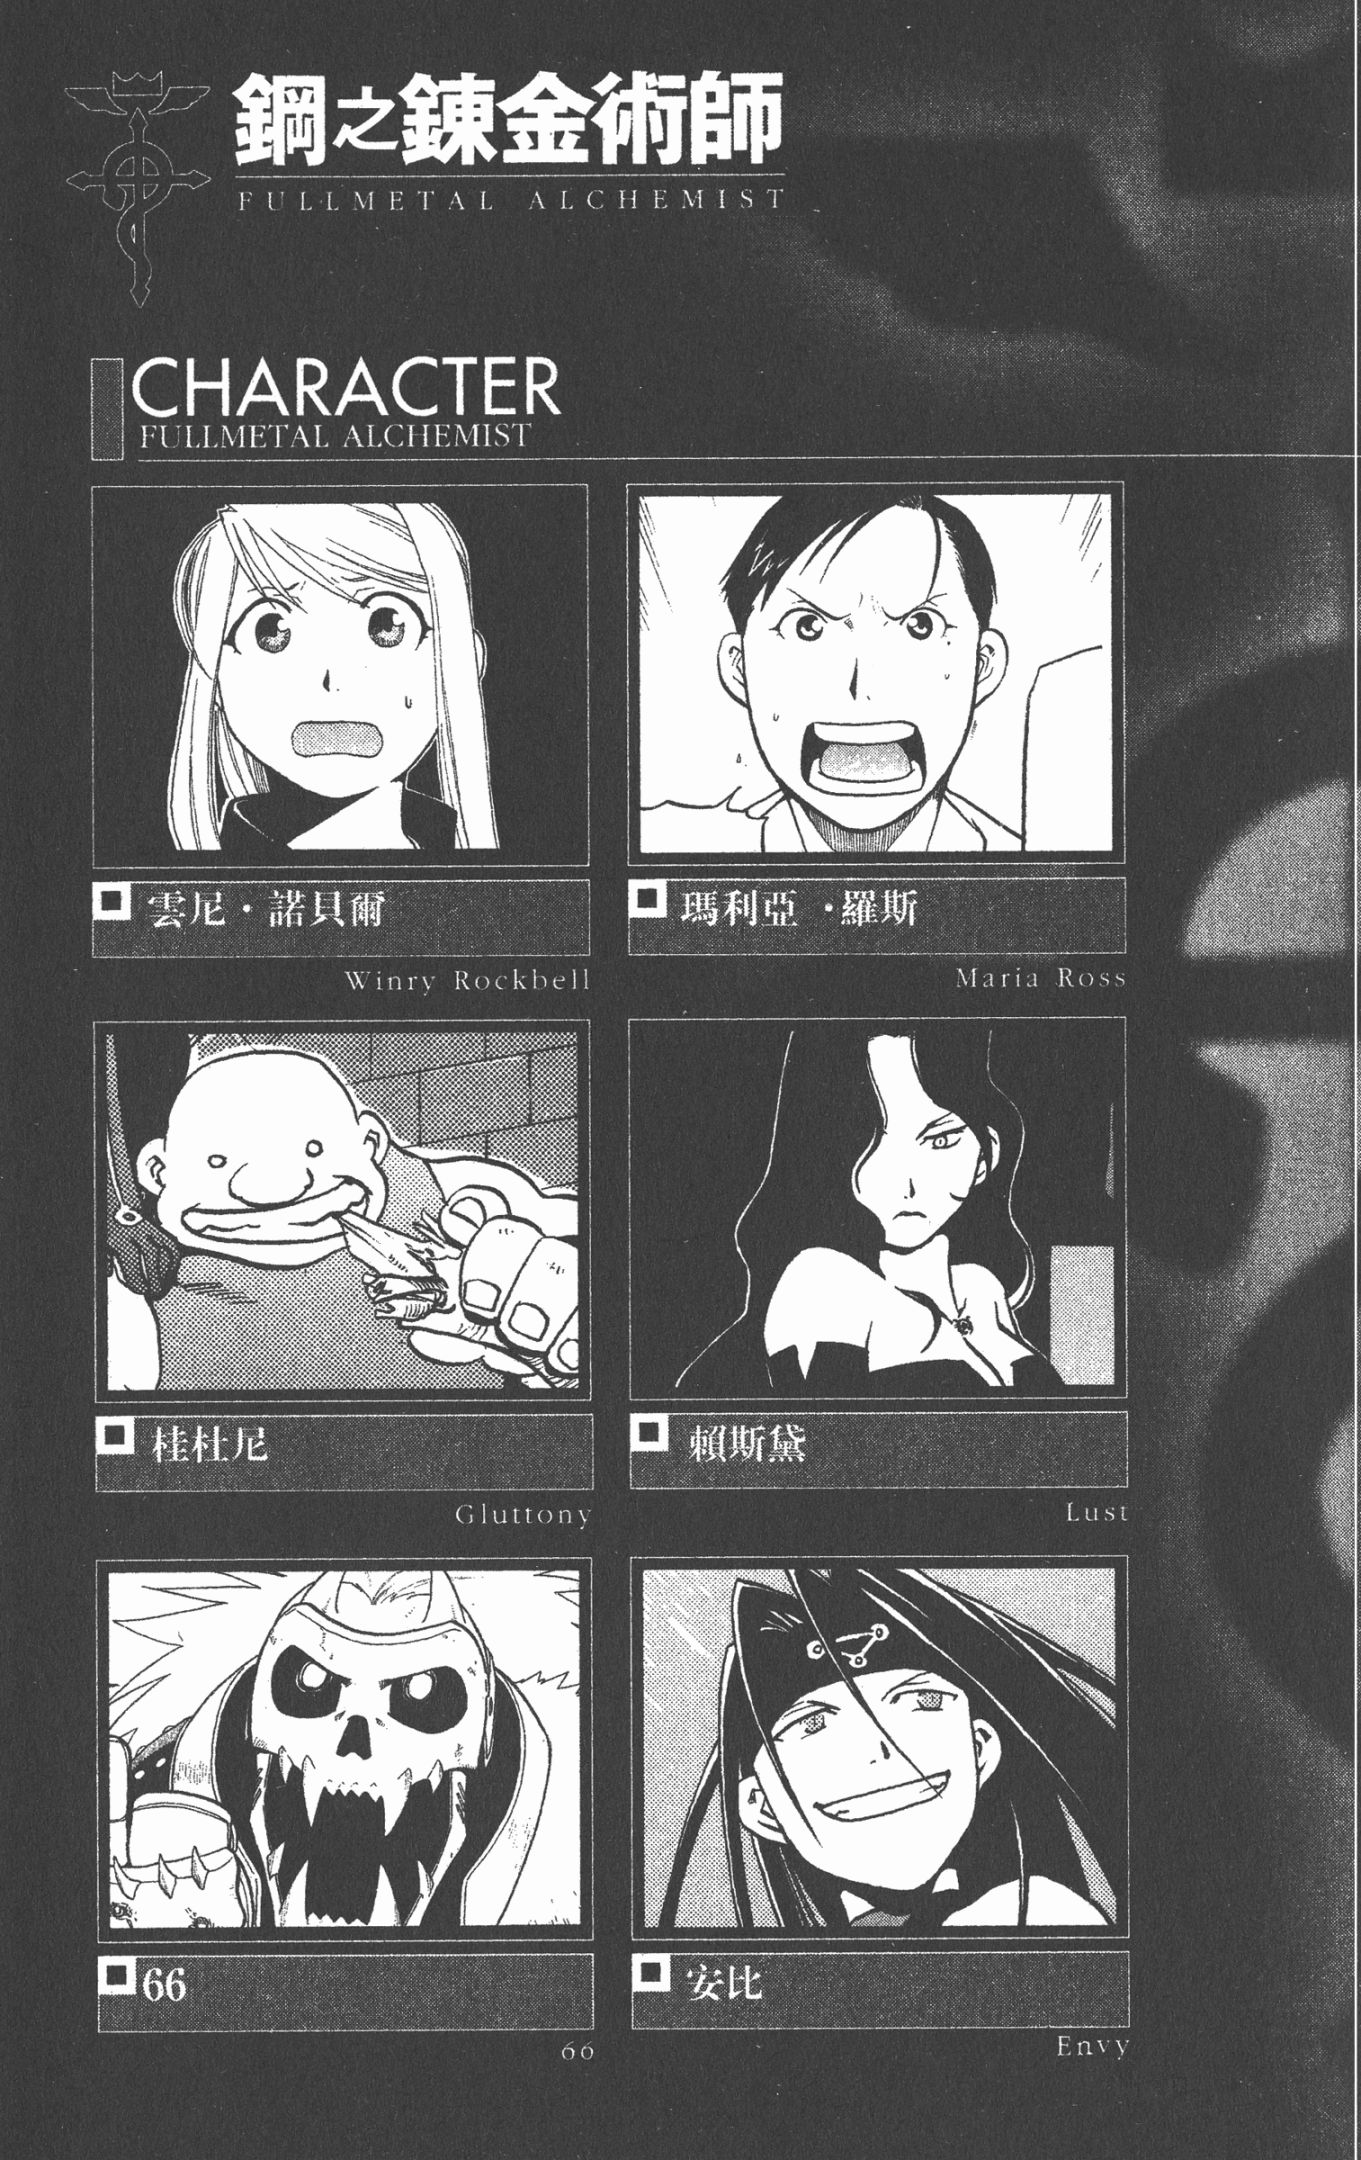 鋼之錬金術師
FULLMETAL ALCHEMIST
CHARACTER
FULLMETAL ALCHEMIST
雲尼・諾貝爾
Winry Rockbell
瑪利亞・羅斯
Maria Ross
桂杜尼
Gluttony
賴斯黛
Lust
66
66
安比
Envy